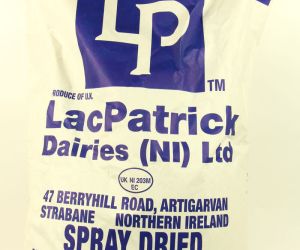 LP
TM
RODUCE OF U.K.
LacPatrick
Dairies (NI) Ltd
UK NI 203M
EC
47 BERRYHILL ROAD, ARTIGARVAN
STRABANE NORTHERN IRELAND
SPRAY DRIED